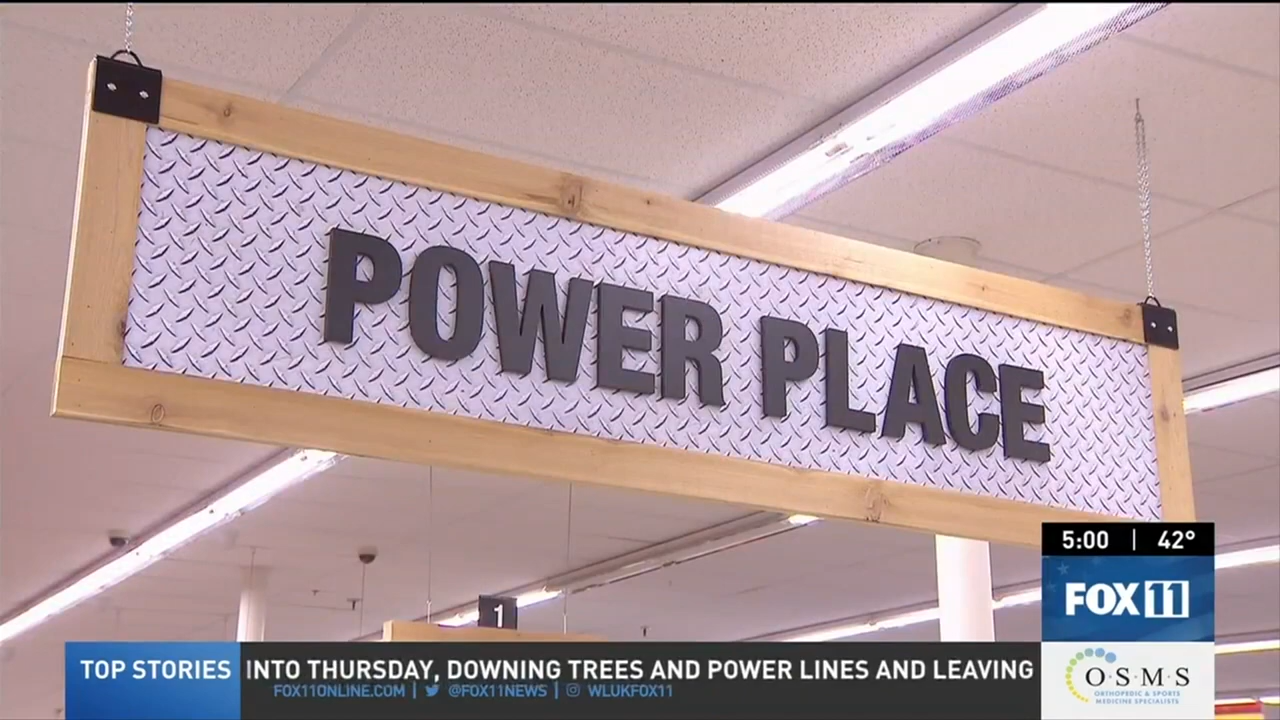 POWER PLACE
1
5:00 | 42°
FOX 11
TOP STORIES
INTO THURSDAY, DOWNING TREES AND POWER LINES AND LEAVING
FOX11ONLINE.COM | @FOX11NEWS | WLUKFOX11
O·S·M·S
ORTHOPEDIC & SPORTS
MEDICINE SPECIALISTS